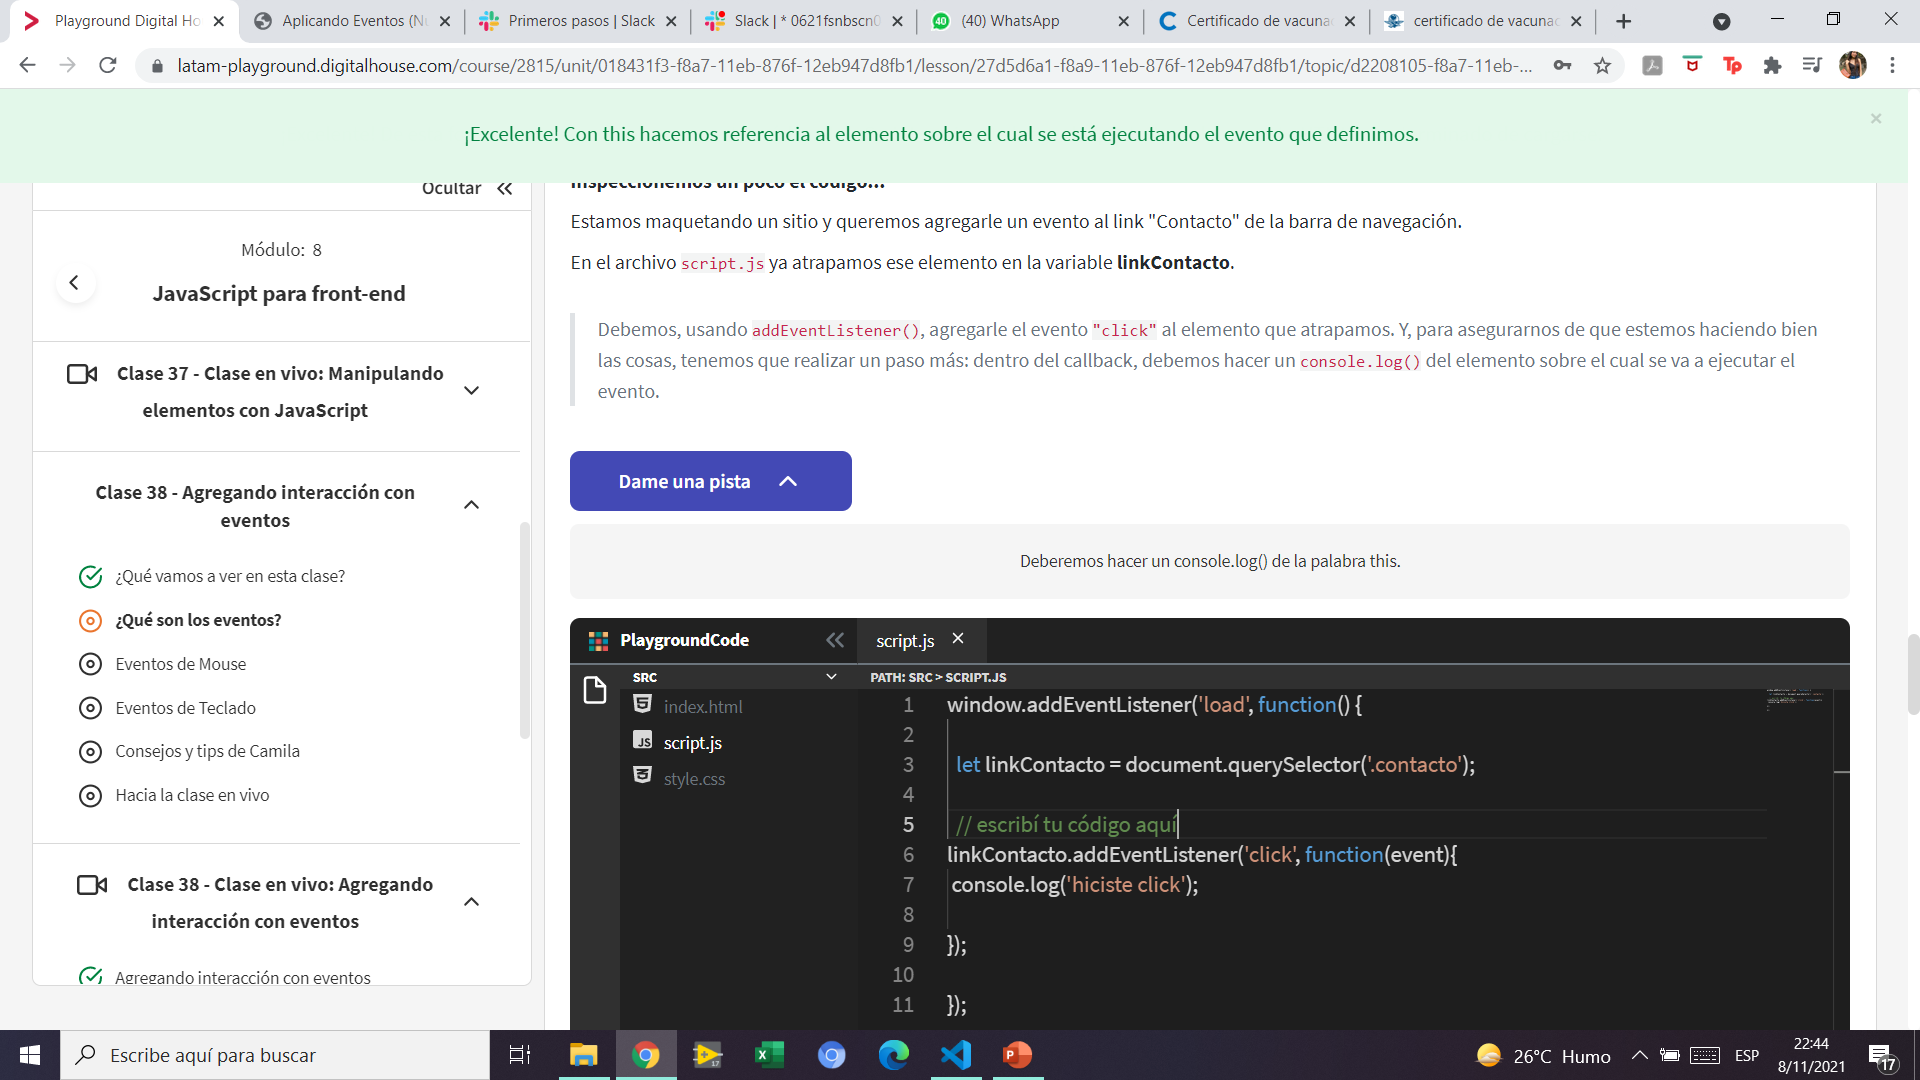 Playground Digital Ho
Aplicando Eventos (Nu
Primeros pasos | Slack
Slack | * 0621fsnbscn0
(40) WhatsApp
Certificado de vacuna
certificado de vacunac
latam-playground.digitalhouse.com/course/2815/unit/018431f3-f8a7-11eb-876f-12eb947d8fb1/lesson/27d5d6a1-f8a9-11eb-876f-12eb947d8fb1/topic/d2208105-f8a7-11eb-...
¡Excelente! Con this hacemos referencia al elemento sobre el cual se está ejecutando el evento que definimos.
Ocultar
Módulo: 8
JavaScript para front-end
Clase 37 - Clase en vivo: Manipulando
elementos con JavaScript
Clase 38 - Agregando interacción con
eventos
¿Qué vamos a ver en esta clase?
¿Qué son los eventos?
Eventos de Mouse
Eventos de Teclado
Consejos y tips de Camila
Hacia la clase en vivo
Clase 38 - Clase en vivo: Agregando
interacción con eventos
Agregando interacción con eventos
Inspeccionemos un poco el código...
Estamos maquetando un sitio y queremos agregarle un evento al link "Contacto" de la barra de navegación.
En el archivo script.js ya atrapamos ese elemento en la variable linkContacto.
Debemos, usando addEventListener(), agregarle el evento "click" al elemento que atrapamos. Y, para asegurarnos de que estemos haciendo bien
las cosas, tenemos que realizar un paso más: dentro del callback, debemos hacer un console.log() del elemento sobre el cual se va a ejecutar el
evento.
Dame una pista
Deberemos hacer un console.log() de la palabra this.
PlaygroundCode
script.js
SRC
PATH: SRC > SCRIPT.JS
index.html
script.js
style.css
1 window.addEventListener('load', function() {
2
3 let linkContacto = document.querySelector('.contacto');
4
5 // escribí tu código aquí
6 linkContacto.addEventListener('click', function(event){
7 console.log('hiciste click');
8
9 });
10
11 });
Escribe aquí para buscar
26°C Humo
ESP
22:44
8/11/2021
17